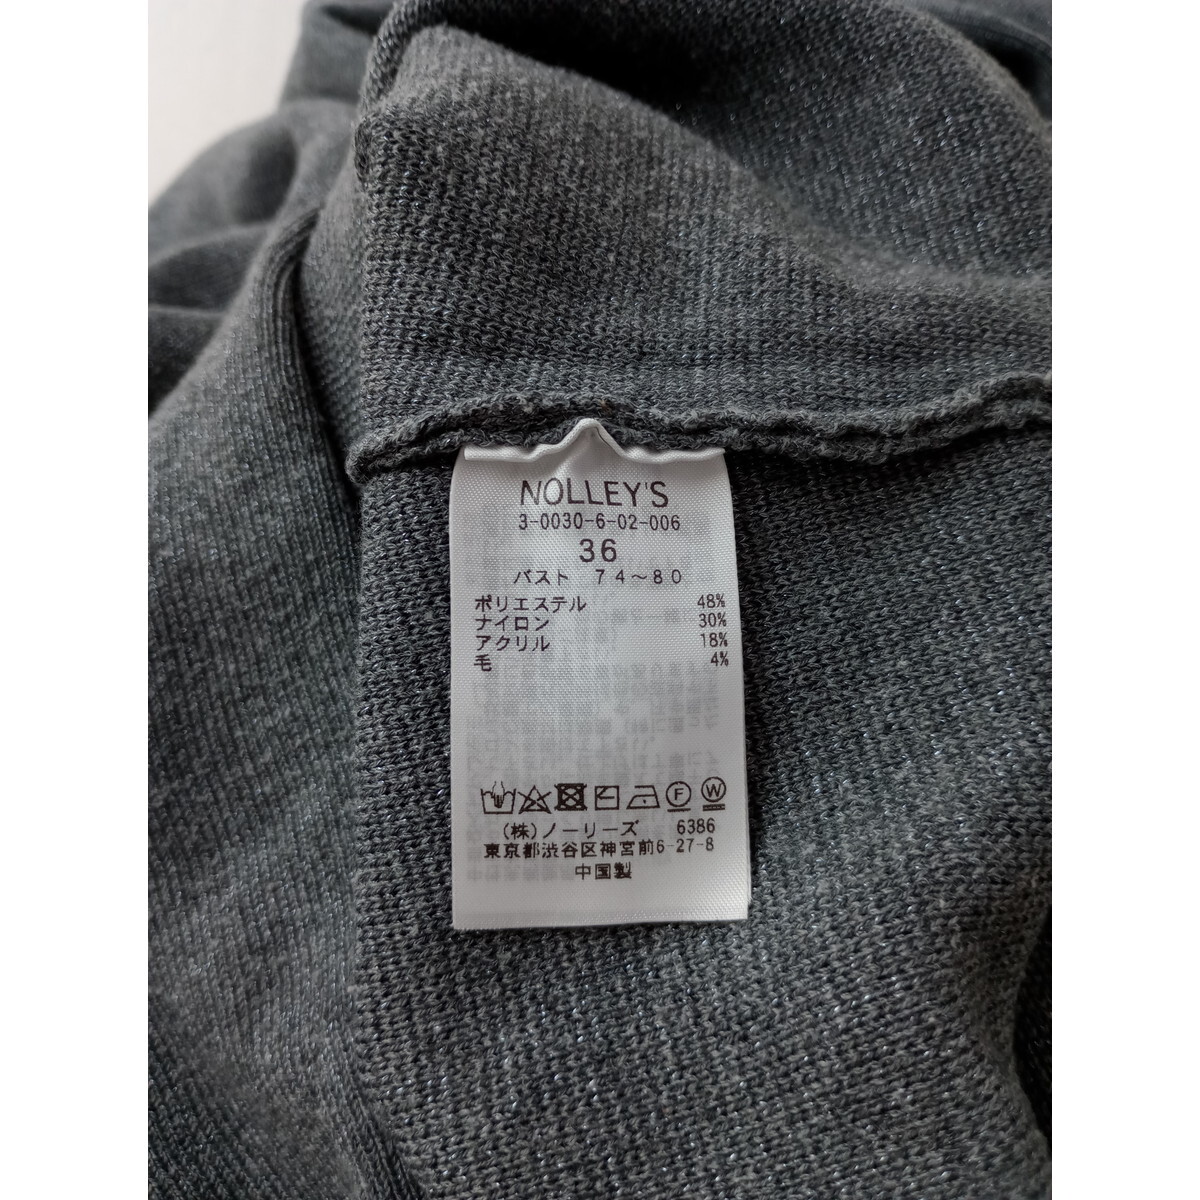 NOLLEY'S
3-0030-6-02-006
36
バスト 74～80
ポリエステル 48%
ナイロン 30%
アクリル 18%
毛 4%
F W
(株)ノーリーズ 6386
東京都渋谷区神宮前6-27-8
中国製